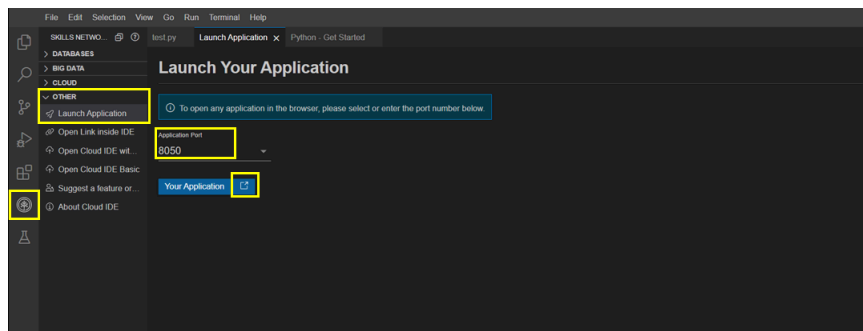 File Edit Selection View Go Run Terminal Help
SKILLS NETWO...
test.py Launch Application Python - Get Started
> DATABASES
> BIG DATA
> CLOUD
OTHER
Launch Application
Open Link inside IDE
Open Cloud IDE wit...
Open Cloud IDE Basic
Suggest a feature or...
About Cloud IDE
Launch Your Application
To open any application in the browser, please select or enter the port number below.
Application Port
8050
Your Application